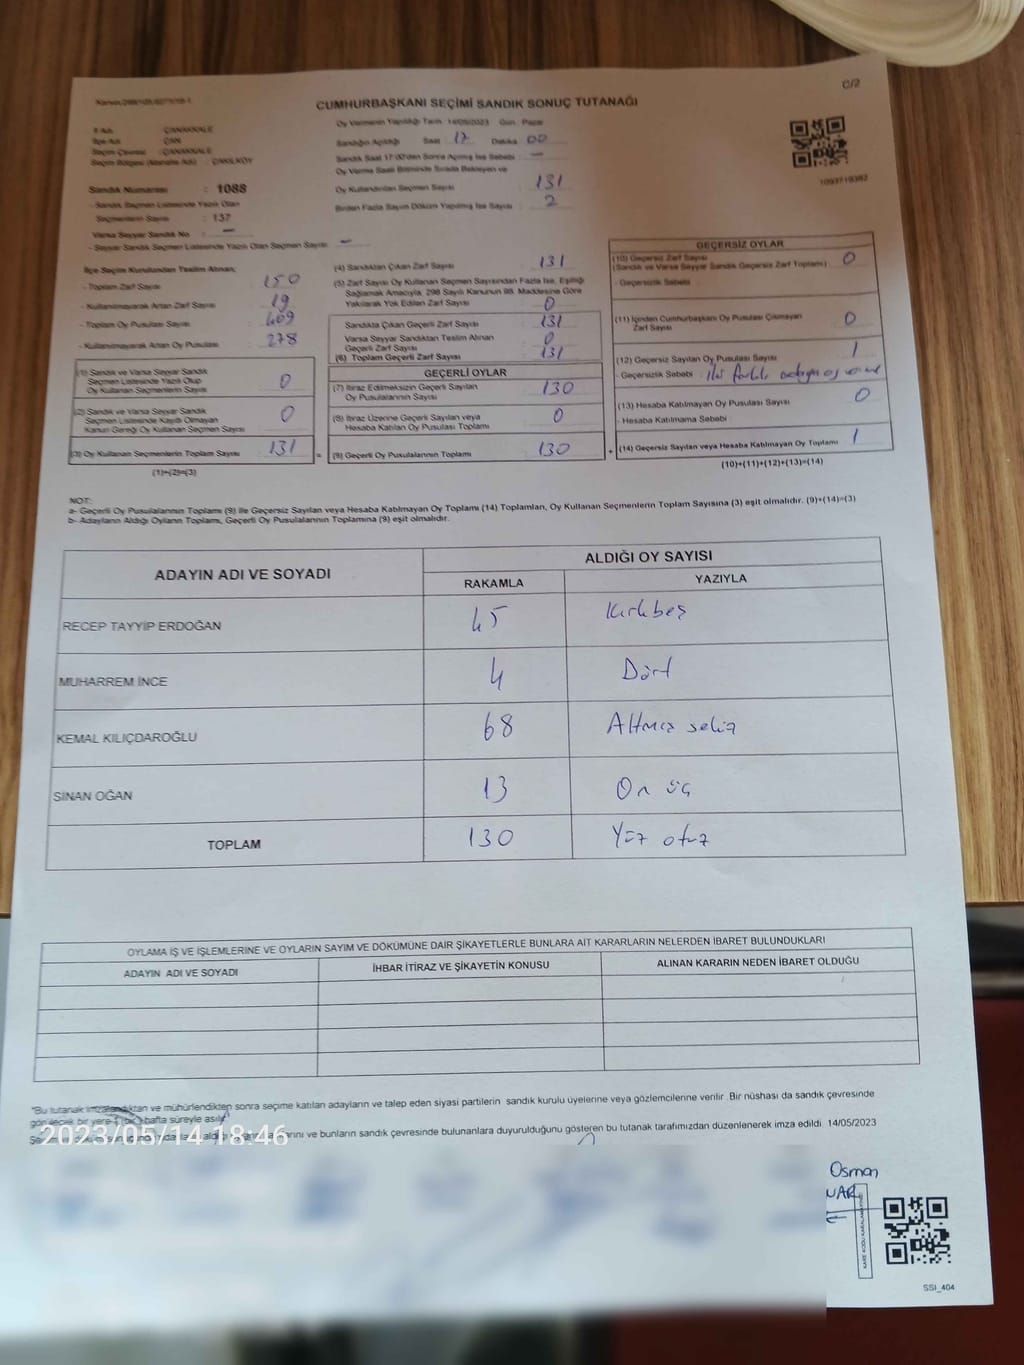 C/2
CUMHURBAŞKANI SEÇİMİ SANDIK SONUÇ TUTANAĞI
İl Adı : ÇANAKKALE
İlçe Adı : ÇAN
Seçim Çevresi : ÇANAKKALE
Seçim Bölgesi (Mahalle Adı) :
Sandık Numarası : 1088
- Sandık Seçmen Listesinde Yazılı Olan
Seçmenlerin Sayısı : 137
Varsa Seyyar Sandık No : —
- Seyyar Sandık Listesinde Yazılı Olan Seçmen Sayısı : —
Oy Vermenin Yapıldığı Tarih 14/05/2023 Gün Pazar
Sandığın Açıldığı Saat 17 Dakika 00
Sandık Saat 17:00'den Sonra Açılmış İse Sebebi : —
Oy Verme Saati Bitiminde Sırada Bekleyen ve
Oy Kullandırılan Seçmen Sayısı 131
Birden Fazla Sayım Döküm Yapılmış İse Sayısı : 2
1093719382
İlçe Seçim Kurulundan Teslim Alınan;
- Toplam Zarf Sayısı : 150
- Kullanılmayarak Artan Zarf Sayısı : 19
- Toplam Oy Pusulası Sayısı : 409
- Kullanılmayarak Artan Oy Pusulası : 278
(1) Sandık ve Varsa Seyyar Sandık
Seçmen Listesinde Yazılı Olup
Oy Kullanan Seçmenlerin Sayısı 0
(2) Sandık ve Varsa Seyyar Sandık
Seçmen Listesinde Kayıtlı Olmayan
Kanun Gereği Oy Kullanan Seçmen Sayısı 0
(3) Oy Kullanan Seçmenlerin Toplam Sayısı 131
(1)+(2)=(3)
(4) Sandıktan Çıkan Zarf Sayısı : 131
(5) Zarf Sayısı Oy Kullanan Seçmen Sayısından Fazla İse, Eşitliği
Sağlamak Amacıyla, 298 Sayılı Kanunun 98. Maddesine Göre
Yakılarak Yok Edilen Zarf Sayısı : 0
Sandıkta Çıkan Geçerli Zarf Sayısı : 131
Varsa Seyyar Sandıktan Teslim Alınan
Geçerli Zarf Sayısı : 0
(6) Toplam Geçerli Zarf Sayısı : 131
GEÇERLİ OYLAR
(7) İtiraz Edilmeksizin Geçerli Sayılan
Oy Pusulalarının Sayısı 130
(8) İtiraz Üzerine Geçerli Sayılan veya
Hesaba Katılan Oy Pusulası Toplamı 0
(9) Geçerli Oy Pusulalarının Toplamı 130
GEÇERSİZ OYLAR
(10) Geçersiz Zarf Sayısı
(Sandık ve Varsa Seyyar Sandık Geçersiz Zarf Toplamı) : 0
- Geçersizlik Sebebi :
(11) İçinden Cumhurbaşkanı Oy Pusulası Çıkmayan
Zarf Sayısı : 0
(12) Geçersiz Sayılan Oy Pusulası Sayısı : 1
- Geçersizlik Sebebi : İki farklı adaya oy
(13) Hesaba Katılmayan Oy Pusulası Sayısı : 0
- Hesaba Katılmama Sebebi :
(14) Geçersiz Sayılan veya Hesaba Katılmayan Oy Toplamı : 1
(10)+(11)+(12)+(13)=(14)
NOT:
a- Geçerli Oy Pusulalarının Toplamı (9) ile Geçersiz Sayılan veya Hesaba Katılmayan Oy Toplamı (14) Toplamları, Oy Kullanan Seçmenlerin Toplam Sayısına (3) eşit olmalıdır. (9)+(14)=(3)
b- Adayların Aldığı Oyların Toplamı, Geçerli Oy Pusulalarının Toplamına (9) eşit olmalıdır.
ADAYIN ADI VE SOYADI
ALDIĞI OY SAYISI
RAKAMLA YAZIYLA
RECEP TAYYİP ERDOĞAN 45 Kırkbeş
MUHARREM İNCE 4 Dört
KEMAL KILIÇDAROĞLU 68 Altmış sekiz
SİNAN OĞAN 13 On üç
TOPLAM 130 Yüz otuz
OYLAMA İŞ VE İŞLEMLERİNE VE OYLARIN SAYIM VE DÖKÜMÜNE DAİR ŞİKAYETLERLE BUNLARA AİT KARARLARIN NELERDEN İBARET BULUNDUKLARI
ADAYIN ADI VE SOYADI İHBAR İTİRAZ VE ŞİKAYETİN KONUSU ALINAN KARARIN NEDEN İBARET OLDUĞU
"Bu tutanak imzalandıktan ve mühürlendikten sonra seçime katılan adayların ve talep eden siyasi partilerin sandık kurulu üyelerine veya gözlemcilerine verilir. Bir nüshası da sandık çevresinde
görülecek bir yere 1 (bir) hafta süreyle asılır.
ve bunların sandık çevresinde bulunanlara duyurulduğunu gösteren bu tutanak tarafımızdan düzenlenerek imza edildi. 14/05/2023
2023/05/14 18:46
Osman
KARE KODU KARALAMAYINIZ
SSI_404